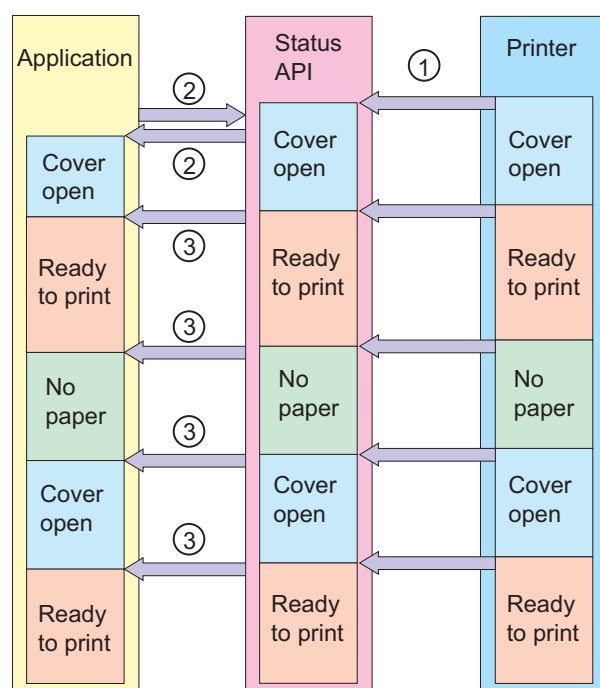 Application
Status
API
Printer
①
②
②
Cover
open
Cover
open
Cover
open
③
Ready
to print
Ready
to print
Ready
to print
③
No
paper
No
paper
No
paper
③
Cover
open
Cover
open
Cover
open
③
Ready
to print
Ready
to print
Ready
to print